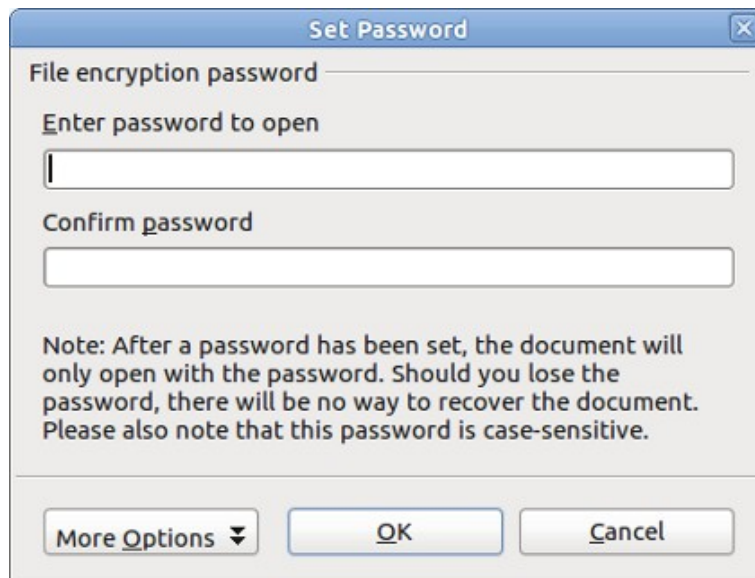 Set Password
File encryption password
Enter password to open
Confirm password
Note: After a password has been set, the document will
only open with the password. Should you lose the
password, there will be no way to recover the document.
Please also note that this password is case-sensitive.
More Options
OK
Cancel